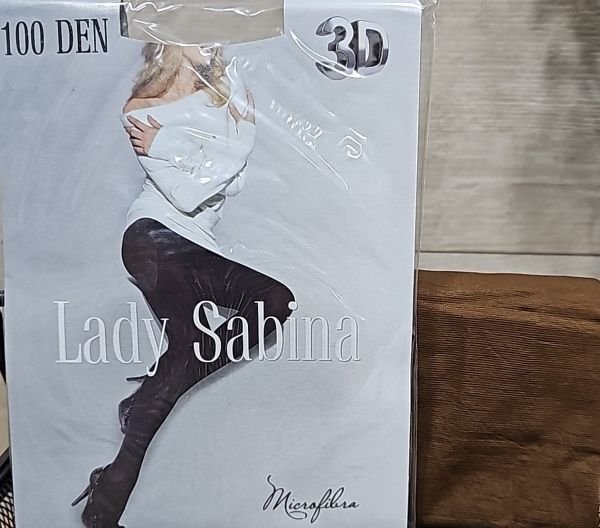 100 DEN
3D
Lady Sabina
Microfibra